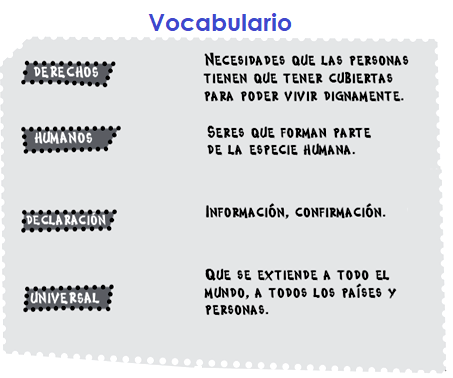 Vocabulario
DERECHOS
NECESIDADES QUE LAS PERSONAS
TIENEN QUE TENER CUBIERTAS
PARA PODER VIVIR DIGNAMENTE.
HUMANOS
SERES QUE FORMAN PARTE
DE LA ESPECIE HUMANA.
DECLARACIÓN
INFORMACIÓN, CONFIRMACIÓN.
UNIVERSAL
QUE SE EXTIENDE A TODO EL
MUNDO, A TODOS LOS PAÍSES Y
PERSONAS.